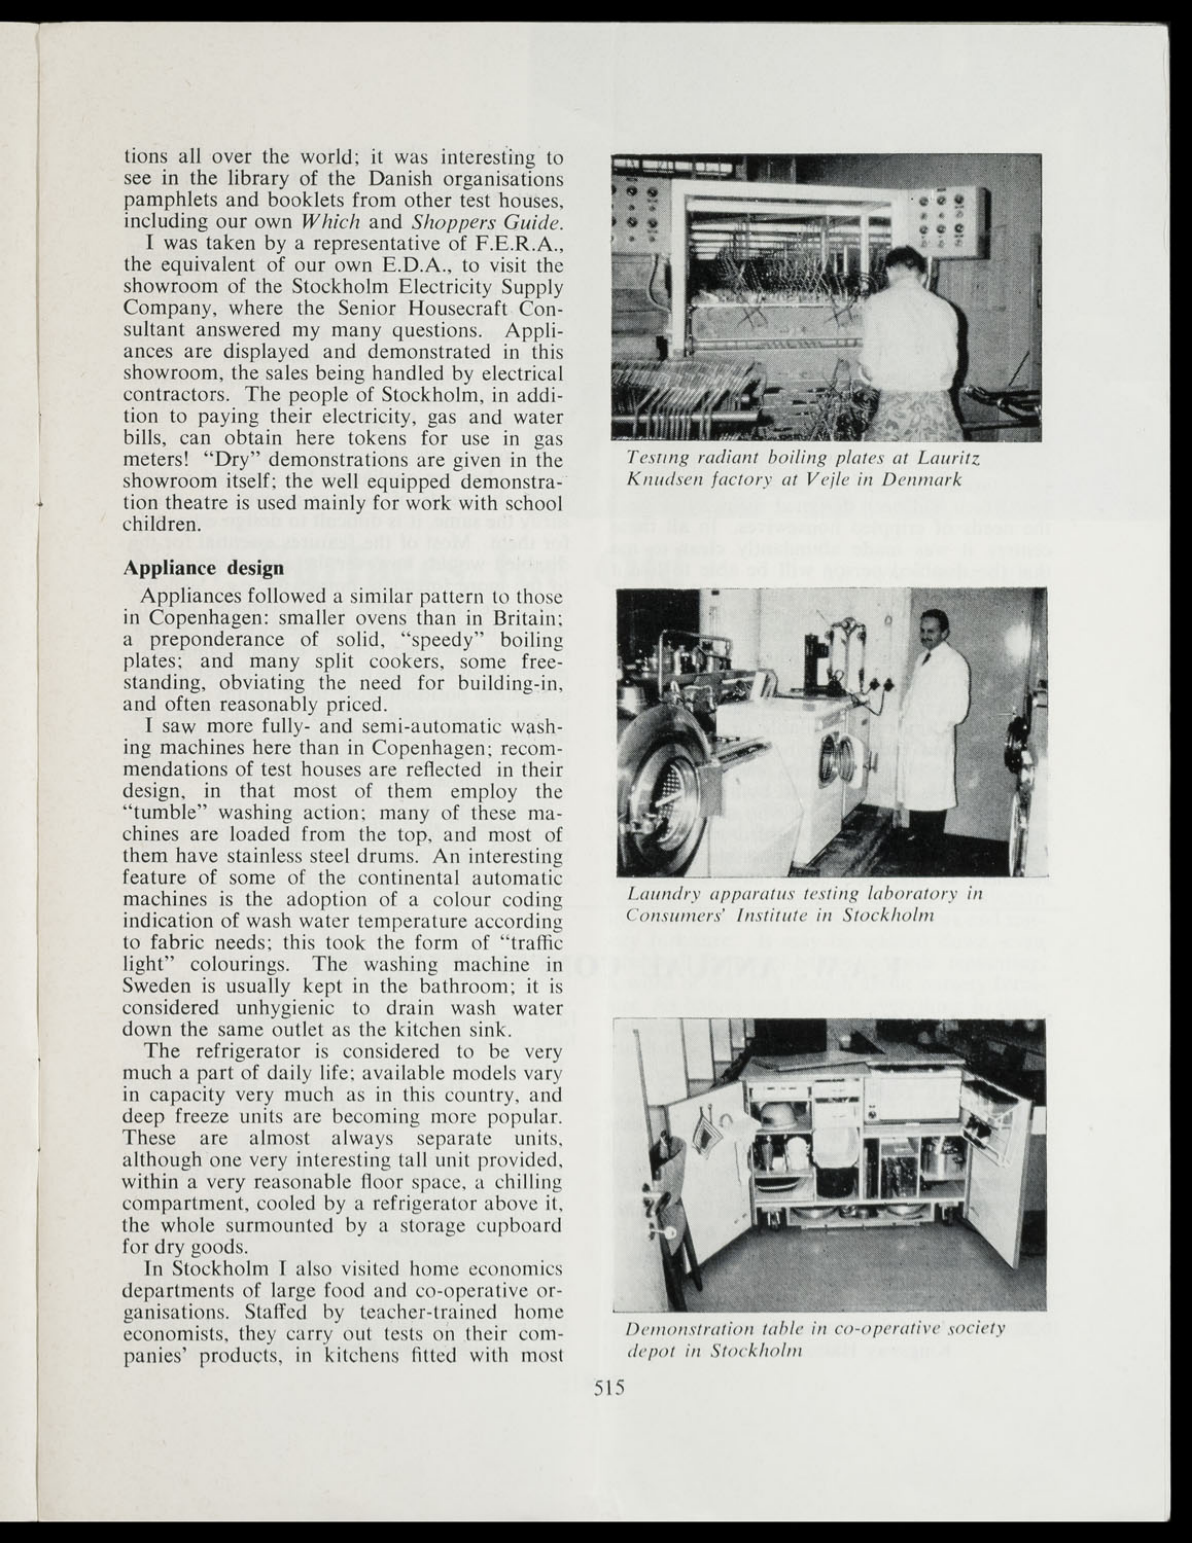 tions all over the world; it was interesting to
see in the library of the Danish organisations
pamphlets and booklets from other test houses,
including our own Which and Shoppers Guide.
I was taken by a representative of F.E.R.A.,
the equivalent of our own E.D.A., to visit the
showroom of the Stockholm Electricity Supply
Company, where the Senior Housecraft Con-
sultant answered my many questions. Appli-
ances are displayed and demonstrated in this
showroom, the sales being handled by electrical
contractors. The people of Stockholm, in addi-
tion to paying their electricity, gas and water
bills, can obtain here tokens for use in gas
meters! “Dry” demonstrations are given in the
showroom itself; the well equipped demonstra-
tion theatre is used mainly for work with school
children.
Appliance design
Appliances followed a similar pattern to those
in Copenhagen: smaller ovens than in Britain;
a preponderance of solid, “speedy” boiling
plates; and many split cookers, some free-
standing, obviating the need for building-in,
and often reasonably priced.
I saw more fully- and semi-automatic wash-
ing machines here than in Copenhagen; recom-
mendations of test houses are reflected in their
design, in that most of them employ the
“tumble” washing action; many of these ma-
chines are loaded from the top, and most of
them have stainless steel drums. An interesting
feature of some of the continental automatic
machines is the adoption of a colour coding
indication of wash water temperature according
to fabric needs; this took the form of “traffic
light” colourings. The washing machine in
Sweden is usually kept in the bathroom; it is
considered unhygienic to drain wash water
down the same outlet as the kitchen sink.
The refrigerator is considered to be very
much a part of daily life; available models vary
in capacity very much as in this country, and
deep freeze units are becoming more popular.
These are almost always separate units,
although one very interesting tall unit provided,
within a very reasonable floor space, a chilling
compartment, cooled by a refrigerator above it,
the whole surmounted by a storage cupboard
for dry goods.
In Stockholm I also visited home economics
departments of large food and co-operative or-
ganisations. Staffed by teacher-trained home
economists, they carry out tests on their com-
panies’ products, in kitchens fitted with most
Testing radiant boiling plates at Lauritz
Knudsen factory at Vejle in Denmark
Laundry apparatus testing laboratory in
Consumers’ Institute in Stockholm
Demonstration table in co-operative society
depot in Stockholm
515